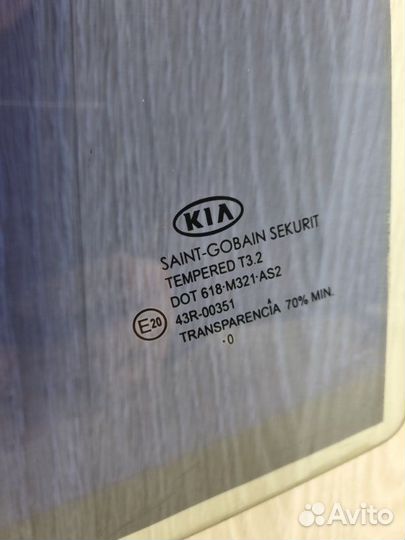 KIA
SAINT-GOBAIN SEKURIT
TEMPERED T3.2
DOT 618·M321·AS2
E20 43R-00351
TRANSPARENCIA 70% MIN.
·0
Avito